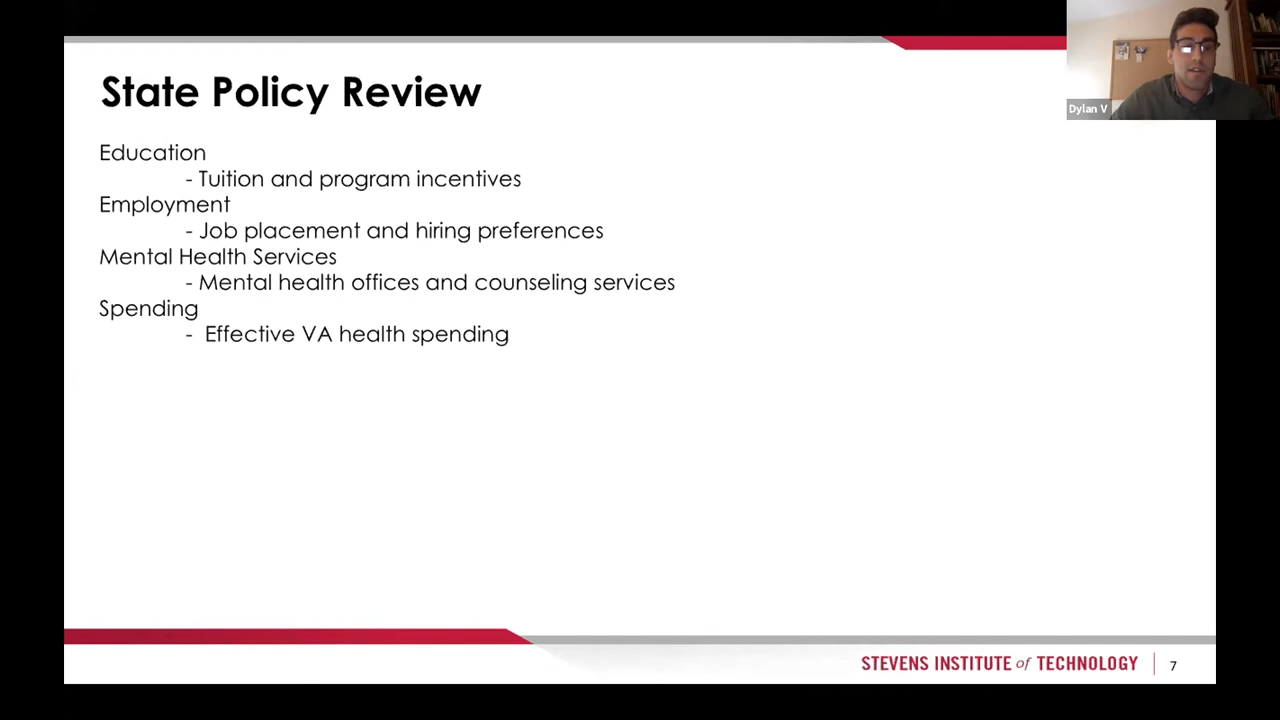 State Policy Review
Education
- Tuition and program incentives
Employment
- Job placement and hiring preferences
Mental Health Services
- Mental health offices and counseling services
Spending
- Effective VA health spending
Dylan V
STEVENS INSTITUTE of TECHNOLOGY
7